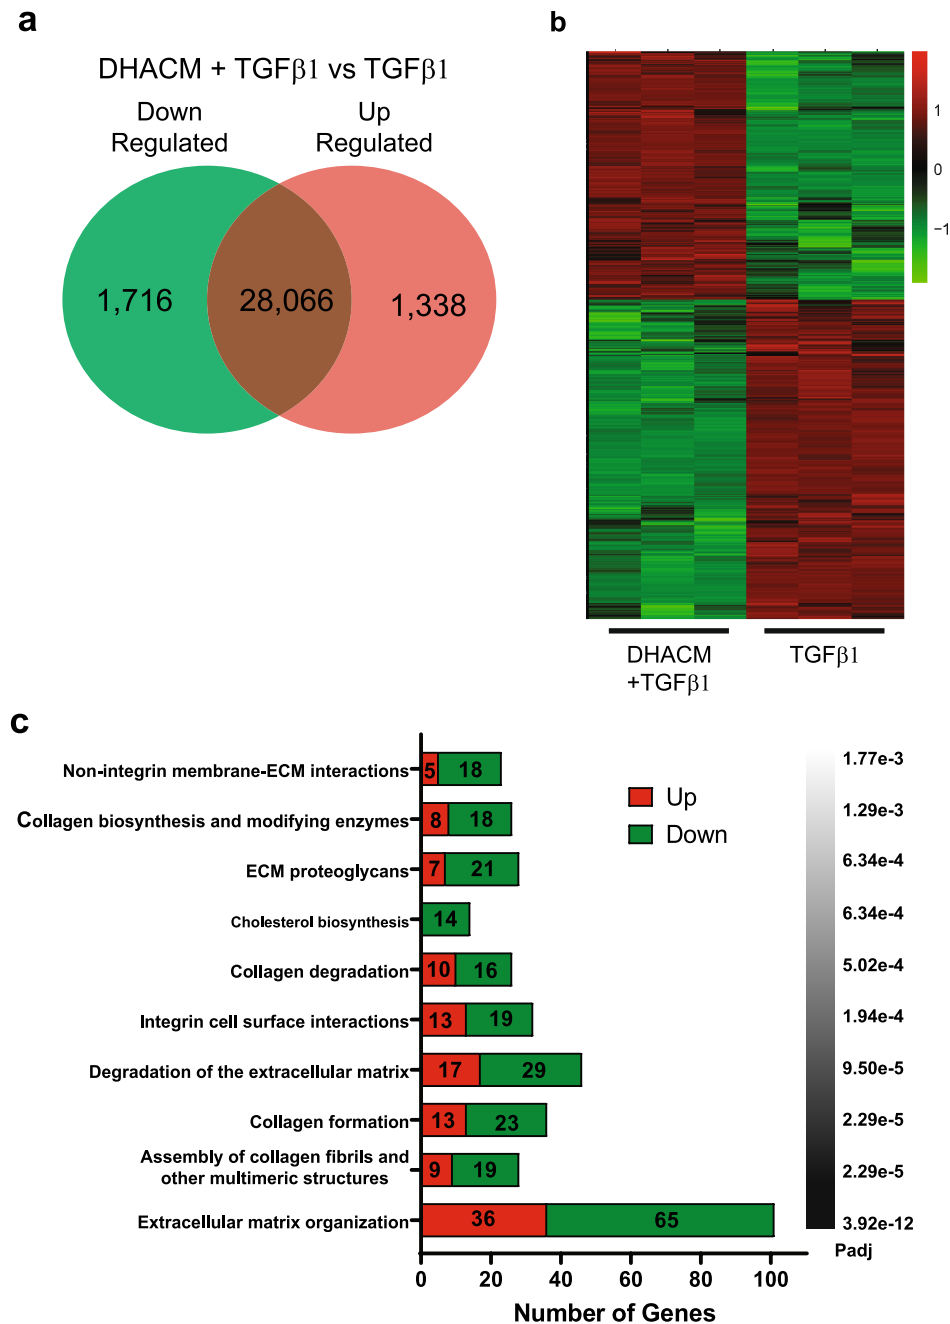 a
DHACM + TGFβ1 vs TGFβ1
Down
Regulated
Up
Regulated
1,716
28,066
1,338
b
1
0
−1
DHACM
+TGFβ1
TGFβ1
c
Non-integrin membrane-ECM interactions
5
18
Collagen biosynthesis and modifying enzymes
8
18
ECM proteoglycans
7
21
Cholesterol biosynthesis
14
Collagen degradation
10
16
Integrin cell surface interactions
13
19
Degradation of the extracellular matrix
17
29
Collagen formation
13
23
Assembly of collagen fibrils and
other multimeric structures
9
19
Extracellular matrix organization
36
65
0
20
40
60
80
100
Number of Genes
Up
Down
1.77e-3
1.29e-3
6.34e-4
6.34e-4
5.02e-4
1.94e-4
9.50e-5
2.29e-5
2.29e-5
3.92e-12
Padj